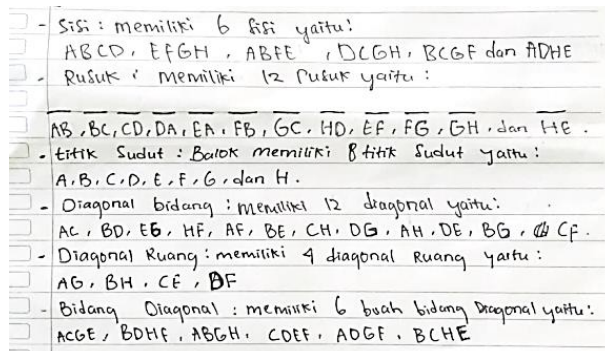 - Sisi : memiliki 6 sisi yaitu :
ABCD, EFGH, ABFE, DCGH, BCGF dan ADHE
- Rusuk : memiliki 12 rusuk yaitu :
AB, BC, CD, DA, EA, FB, GC, HD, EF, FG, GH, dan HE.
- titik Sudut : Balok memiliki 8 titik sudut yaitu :
A, B, C, D, E, F, G, dan H.
- Diagonal bidang : memiliki 12 diagonal yaitu :
AC, BD, EG, HF, AF, BE, CH, DG, AH, DE, BG, CF.
- Diagonal Ruang : memiliki 4 diagonal Ruang yaitu :
AG, BH, CE, DF
- Bidang Diagonal : memiliki 6 buah bidang Diagonal yaitu :
ACGE, BDHF, ABGH, CDEF, ADGF, BCHE